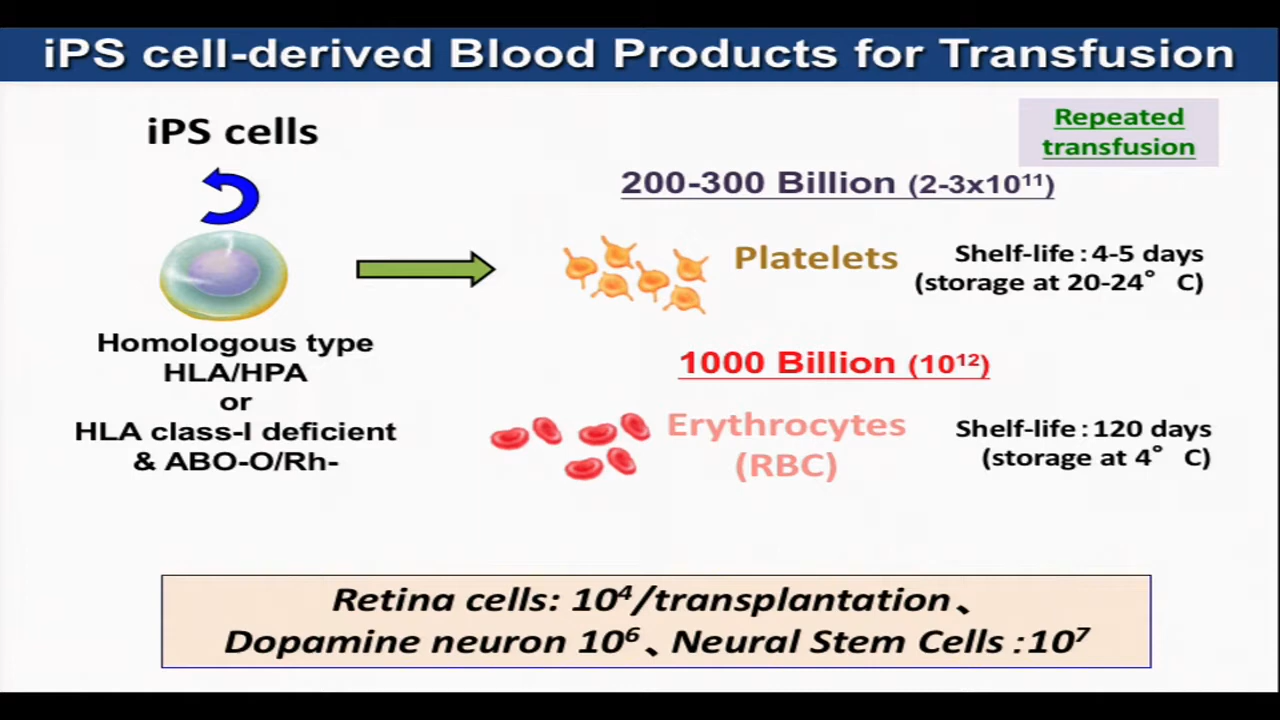 iPS cell-derived Blood Products for Transfusion
iPS cells
Repeated
transfusion
200-300 Billion (2-3x10¹¹)
Platelets
Shelf-life : 4-5 days
(storage at 20-24° C)
Homologous type
HLA/HPA
or
HLA class-I deficient
& ABO-O/Rh-
1000 Billion (10¹²)
Erythrocytes
(RBC)
Shelf-life : 120 days
(storage at 4° C)
Retina cells: 10⁴/transplantation、
Dopamine neuron 10⁶、Neural Stem Cells :10⁷